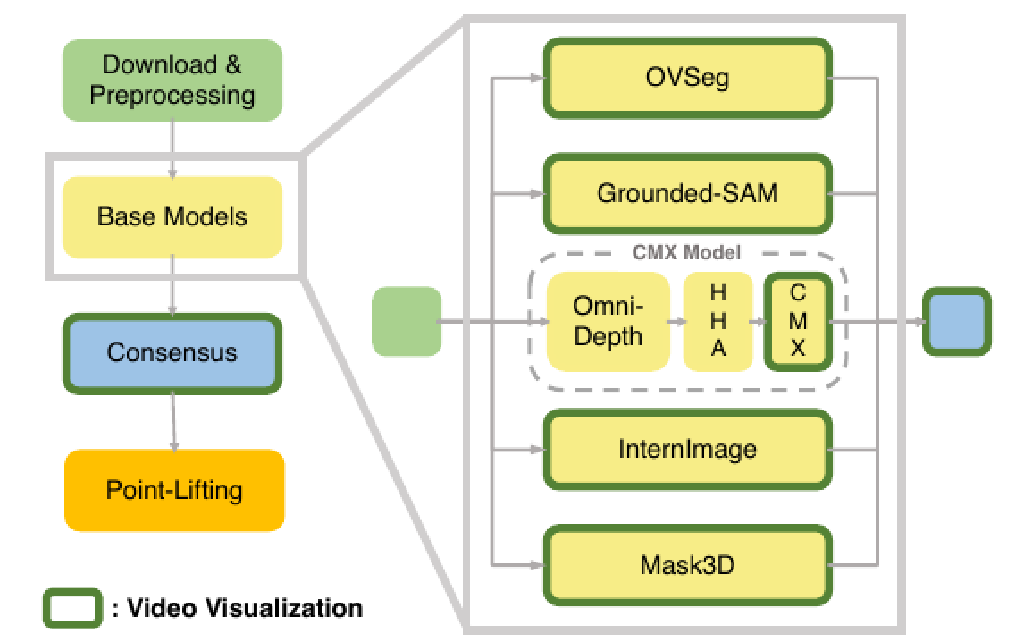 Download &
Preprocessing
Base Models
Consensus
Point-Lifting
: Video Visualization
OVSeg
Grounded-SAM
CMX Model
Omni-
Depth
H
H
A
C
M
X
InternImage
Mask3D